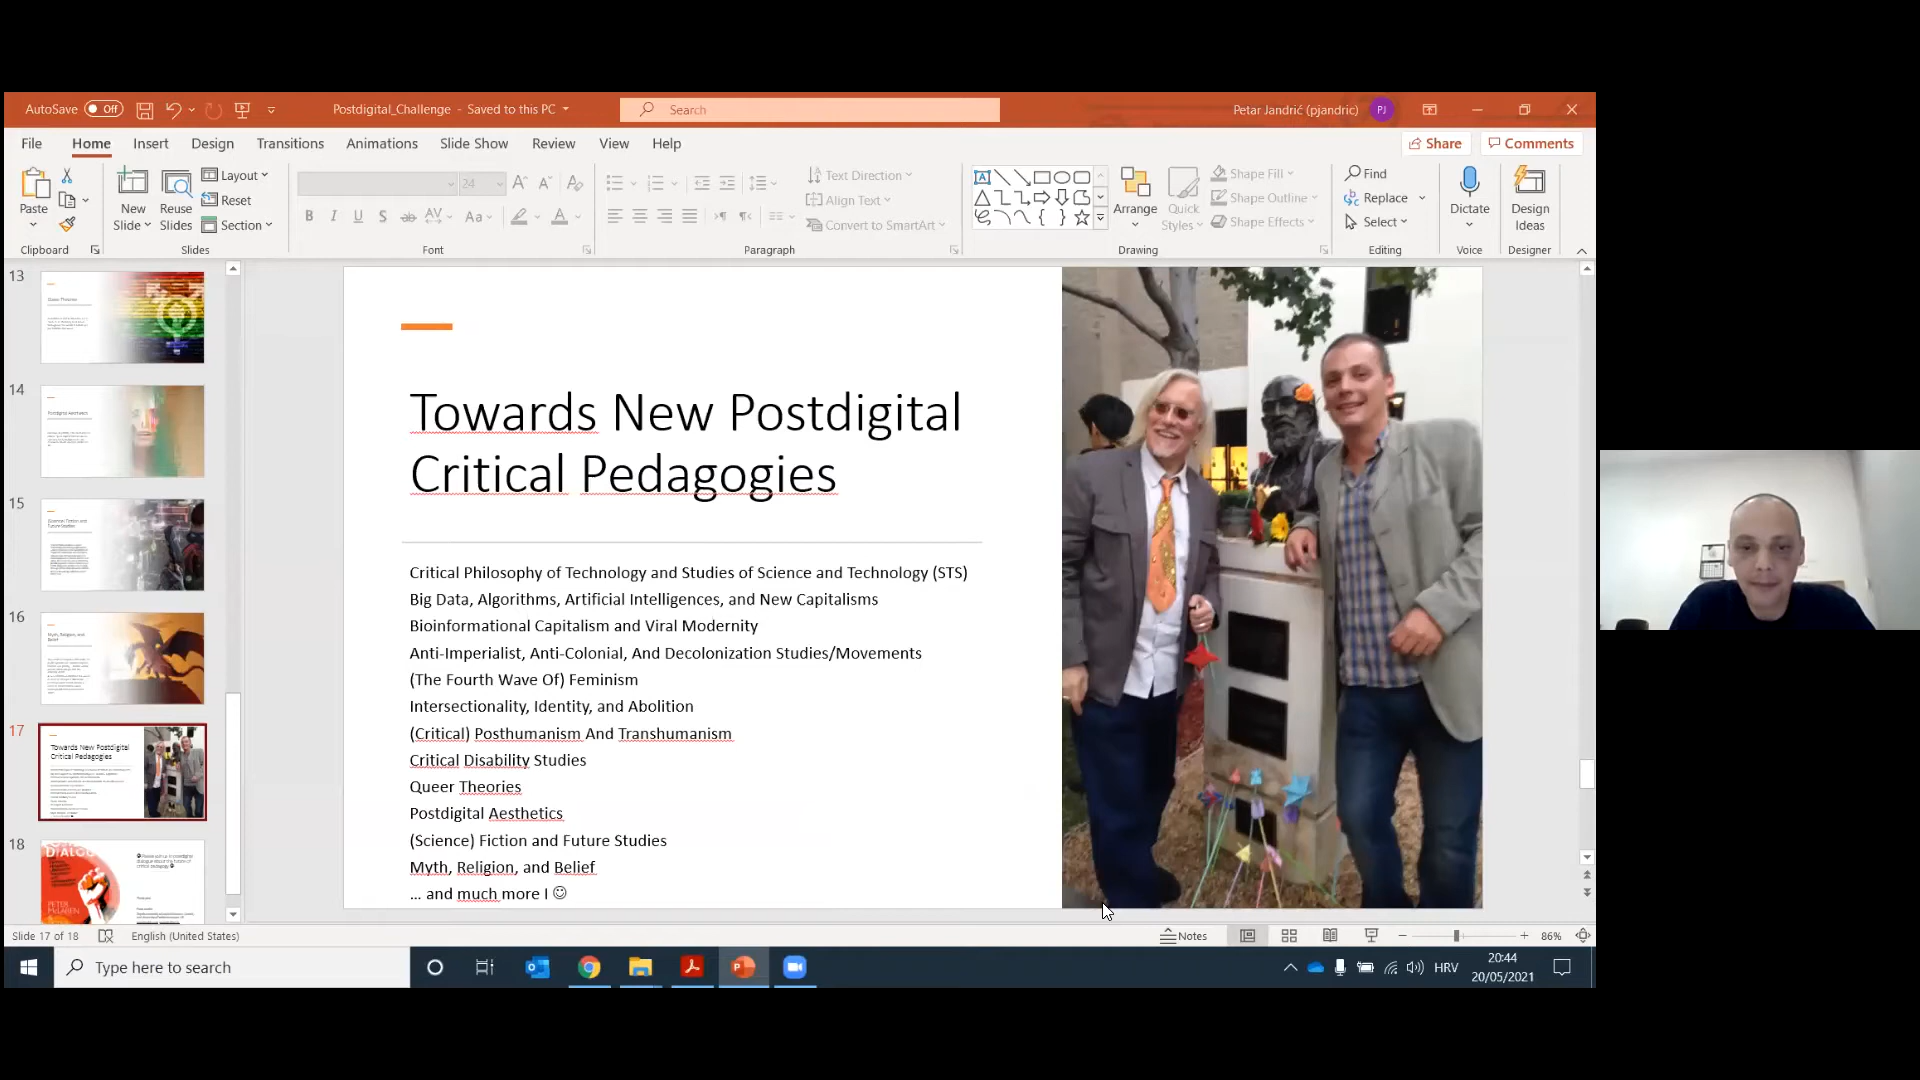 AutoSave Off Postdigital_Challenge - Saved to this PC Search Petar Jandrić (pjandric) PJ
File Home Insert Design Transitions Animations Slide Show Review View Help Share Comments
Paste
New Slide
Reuse Slides
Layout
Reset
Section
24
Text Direction
Align Text
Convert to SmartArt
Arrange
Quick Styles
Shape Fill
Shape Outline
Shape Effects
Find
Replace
Select
Dictate
Design Ideas
Clipboard Slides Font Paragraph Drawing Editing Voice Designer
13
14
15
16
17
Towards New Postdigital
Critical Pedagogies
18
Towards New Postdigital
Critical Pedagogies
Critical Philosophy of Technology and Studies of Science and Technology (STS)
Big Data, Algorithms, Artificial Intelligences, and New Capitalisms
Bioinformational Capitalism and Viral Modernity
Anti-Imperialist, Anti-Colonial, And Decolonization Studies/Movements
(The Fourth Wave Of) Feminism
Intersectionality, Identity, and Abolition
(Critical) Posthumanism And Transhumanism
Critical Disability Studies
Queer Theories
Postdigital Aesthetics
(Science) Fiction and Future Studies
Myth, Religion, and Belief
... and much more I ☺
Slide 17 of 18 English (United States) Notes 86%
Type here to search HRV 20:44
20/05/2021